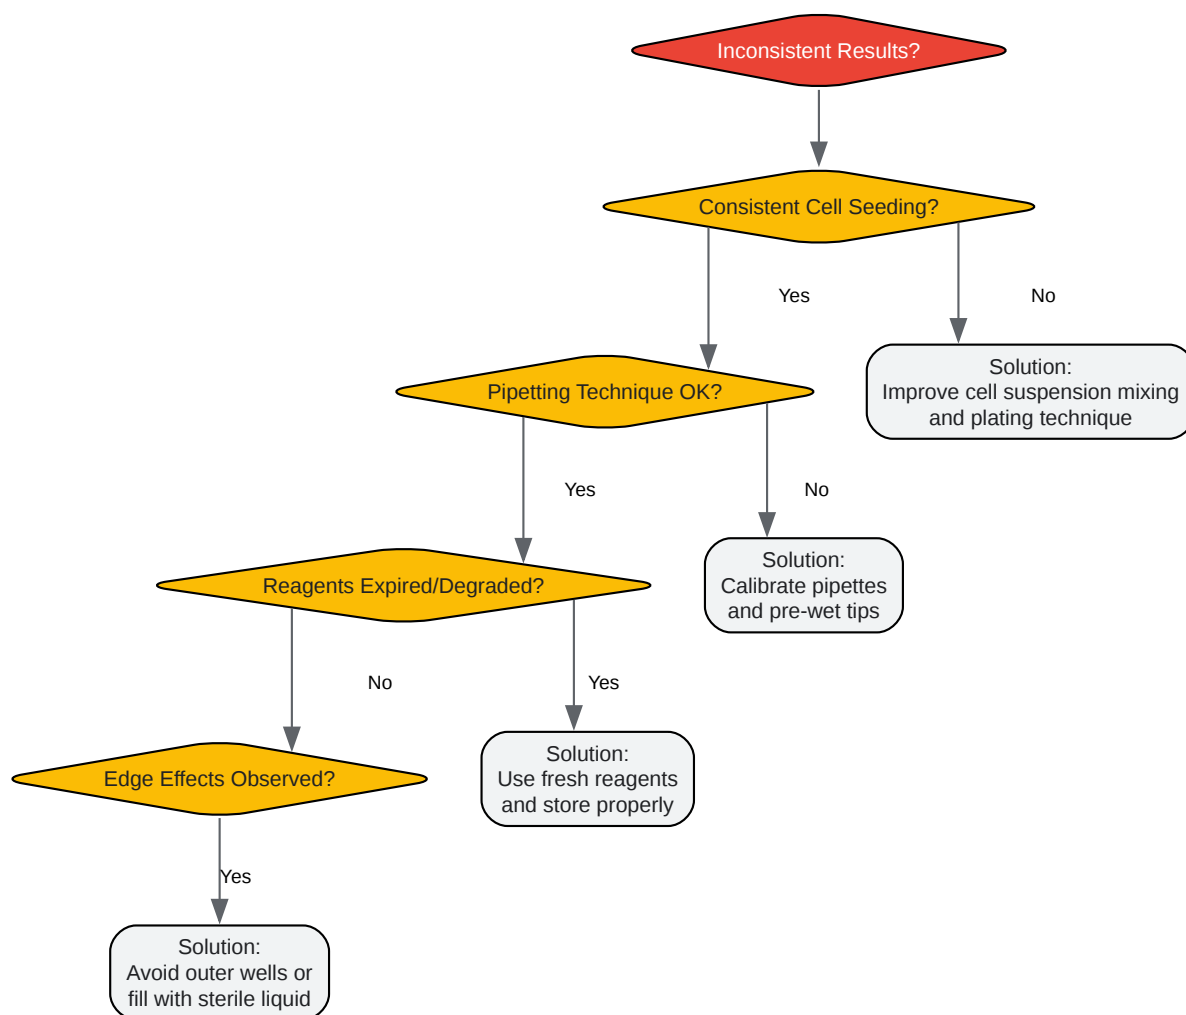 Inconsistent Results?
Consistent Cell Seeding?
Yes
No
Solution:
Improve cell suspension mixing
and plating technique
Pipetting Technique OK?
Yes
No
Solution:
Calibrate pipettes
and pre-wet tips
Reagents Expired/Degraded?
No
Yes
Solution:
Use fresh reagents
and store properly
Edge Effects Observed?
Yes
Solution:
Avoid outer wells or
fill with sterile liquid